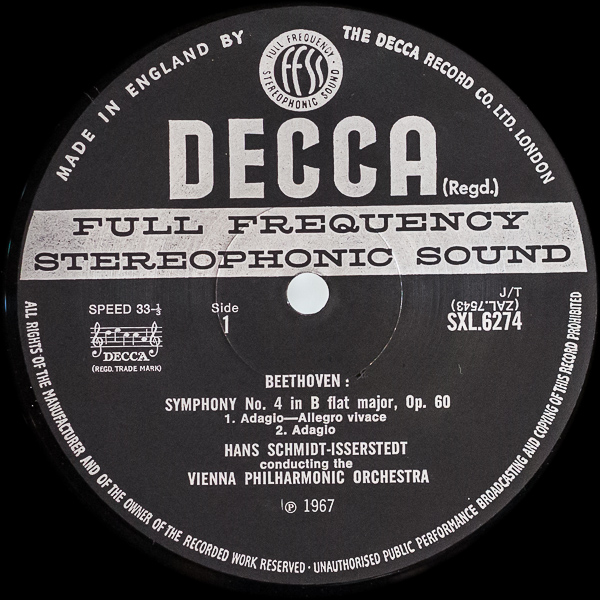 MADE IN ENGLAND BY
THE DECCA RECORD CO. LTD. LONDON
FULL FREQUENCY
FFSS
STEREOPHONIC SOUND
DECCA
(Regd.)
FULL FREQUENCY
STEREOPHONIC SOUND
SPEED 33⅓
DECCA
(REGD. TRADE MARK)
Side
1
J/T
(ZAL.7543)
SXL.6274
BEETHOVEN :
SYMPHONY No. 4 in B flat major, Op. 60
1. Adagio—Allegro vivace
2. Adagio
HANS SCHMIDT-ISSERSTEDT
conducting the
VIENNA PHILHARMONIC ORCHESTRA
℗ 1967
ALL RIGHTS OF THE MANUFACTURER AND OF THE OWNER OF THE RECORDED WORK RESERVED · UNAUTHORISED PUBLIC PERFORMANCE BROADCASTING AND COPYING OF THIS RECORD PROHIBITED